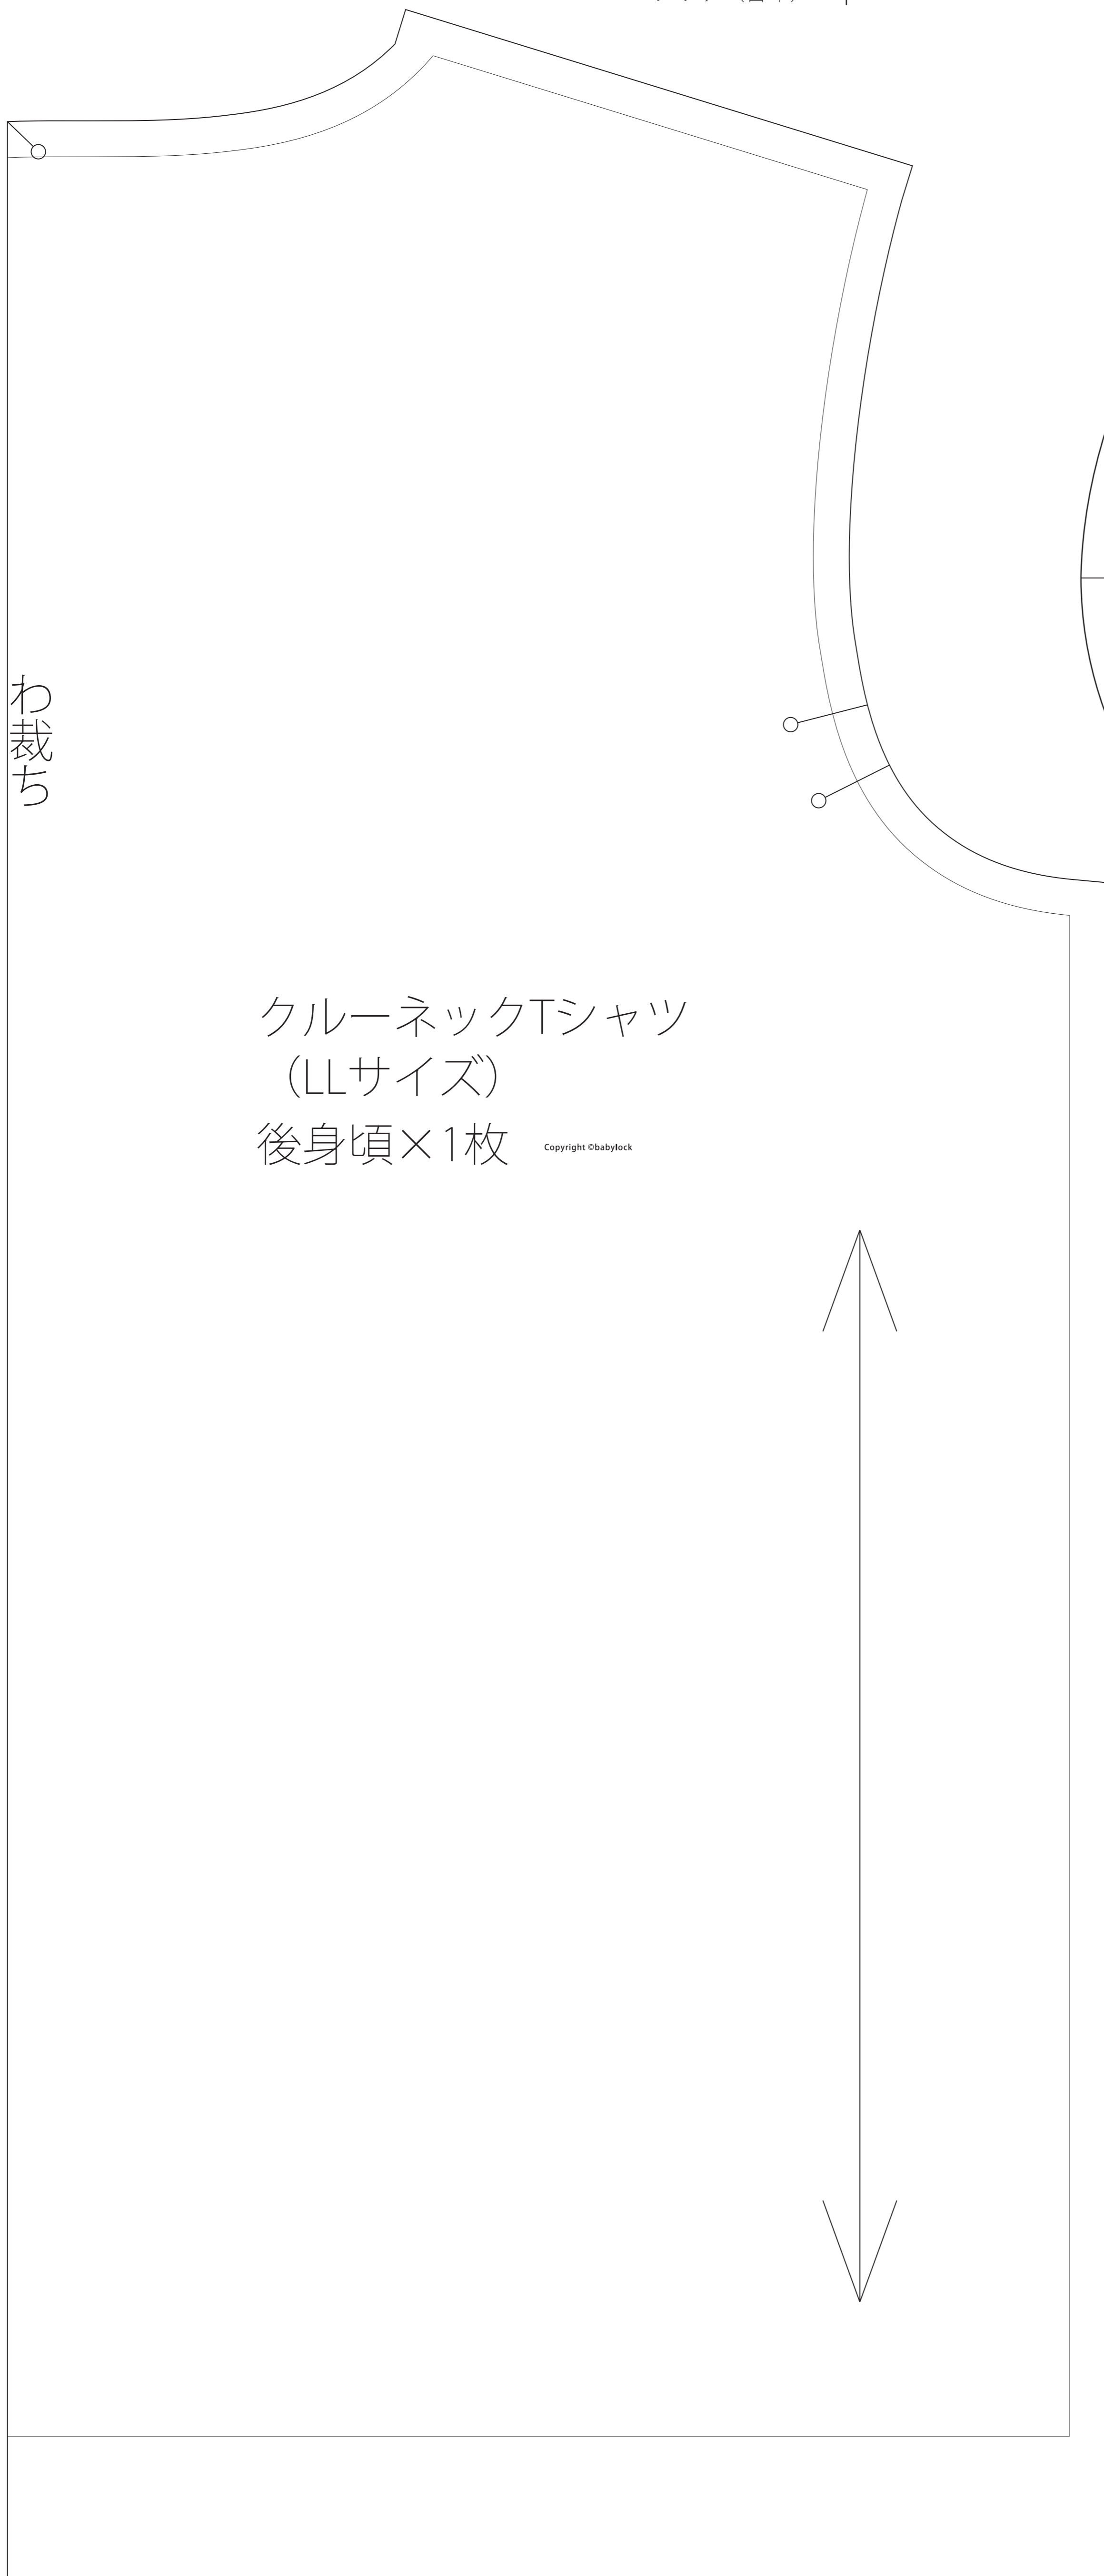 わ裁ち
クルーネックTシャツ
（LLサイズ）
後身頃×1枚
Copyright ©babylock